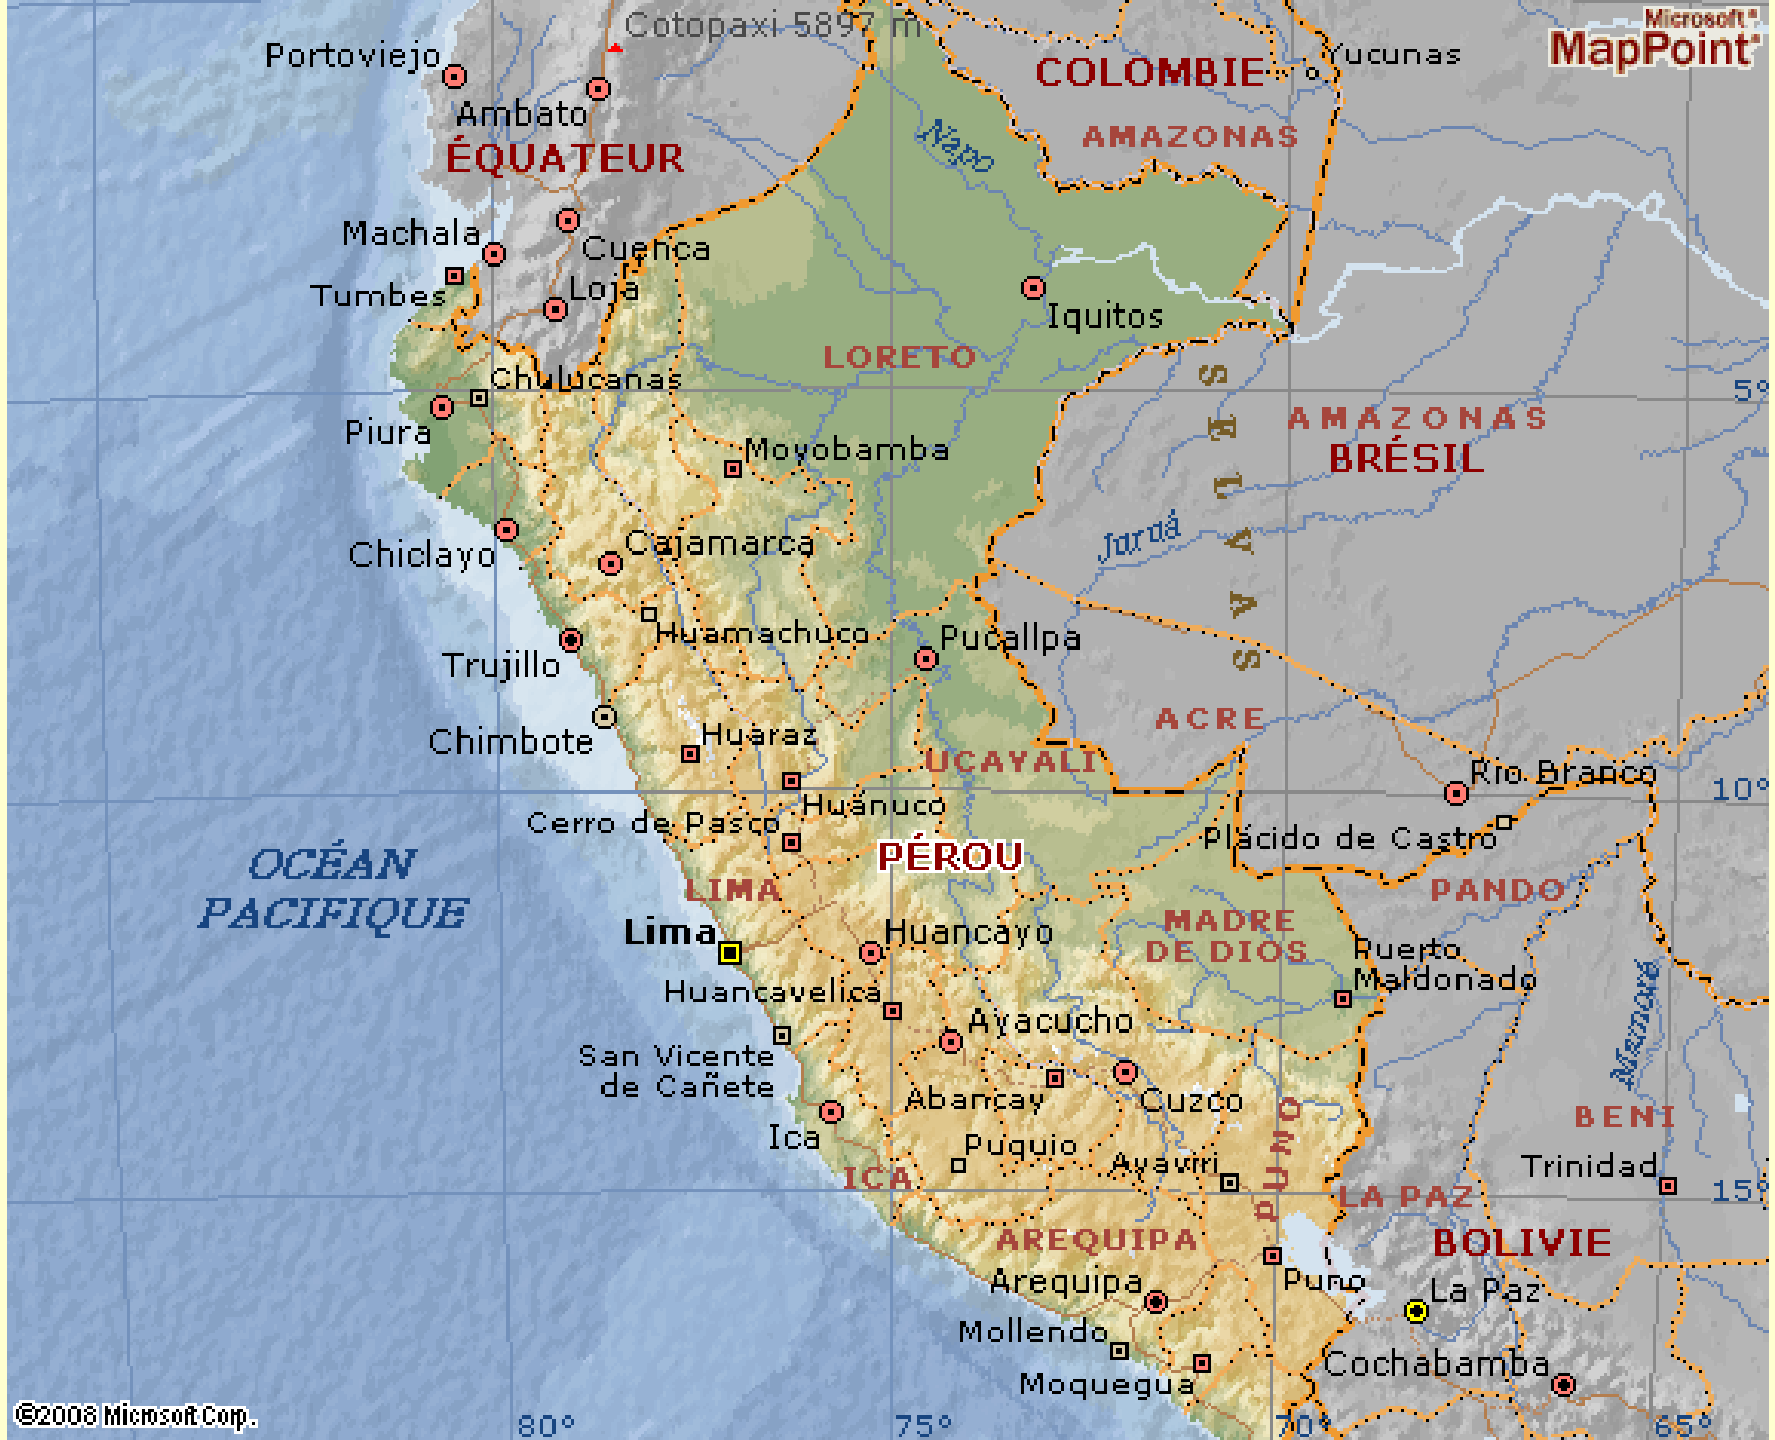 Cotopaxi 5897 m
Microsoft®
MapPoint®
Portoviejo
Yucunas
COLOMBIE
Ambato
Napo
AMAZONAS
ÉQUATEUR
Machala
Cuenca
Loja
Tumbes
Iquitos
LORETO
Chulucanas
5°
Piura
AMAZONAS
BRÉSIL
Moyobamba
SELVAS
Juruá
Chiclayo
Cajamarca
Huamachuco
Pucallpa
Trujillo
ACRE
Chimbote
Huaraz
UCAYALI
Rio Branco
10°
Huánuco
Cerro de Pasco
Plácido de Castro
PÉROU
OCÉAN
PACIFIQUE
LIMA
PANDO
Lima
Huancayo
MADRE
DE DIOS
Puerto
Maldonado
Huancavelica
Ayacucho
Mamoré
San Vicente
de Cañete
Abancay
Cuzco
PUNO
BENI
Ica
Puquio
Ayaviri
Trinidad
ICA
LA PAZ
15°
AREQUIPA
BOLIVIE
Arequipa
Puno
La Paz
Mollendo
Cochabamba
Moquegua
©2008 Microsoft Corp.
80°
75°
70°
65°